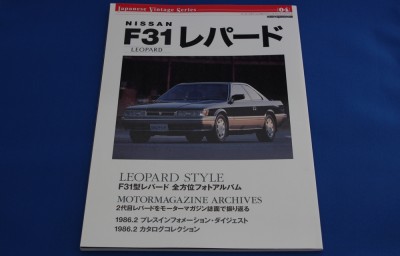 Japanese Vintage Series
04
NISSAN
F31レパード
LEOPARD
LEOPARD STYLE
F31型レパード 全方位フォトアルバム
MOTORMAGAZINE ARCHIVES
2代目レパードをモーターマガジン誌面で振り返る
1986.2 プレスインフォメーション・ダイジェスト
1986.2 カタログコレクション